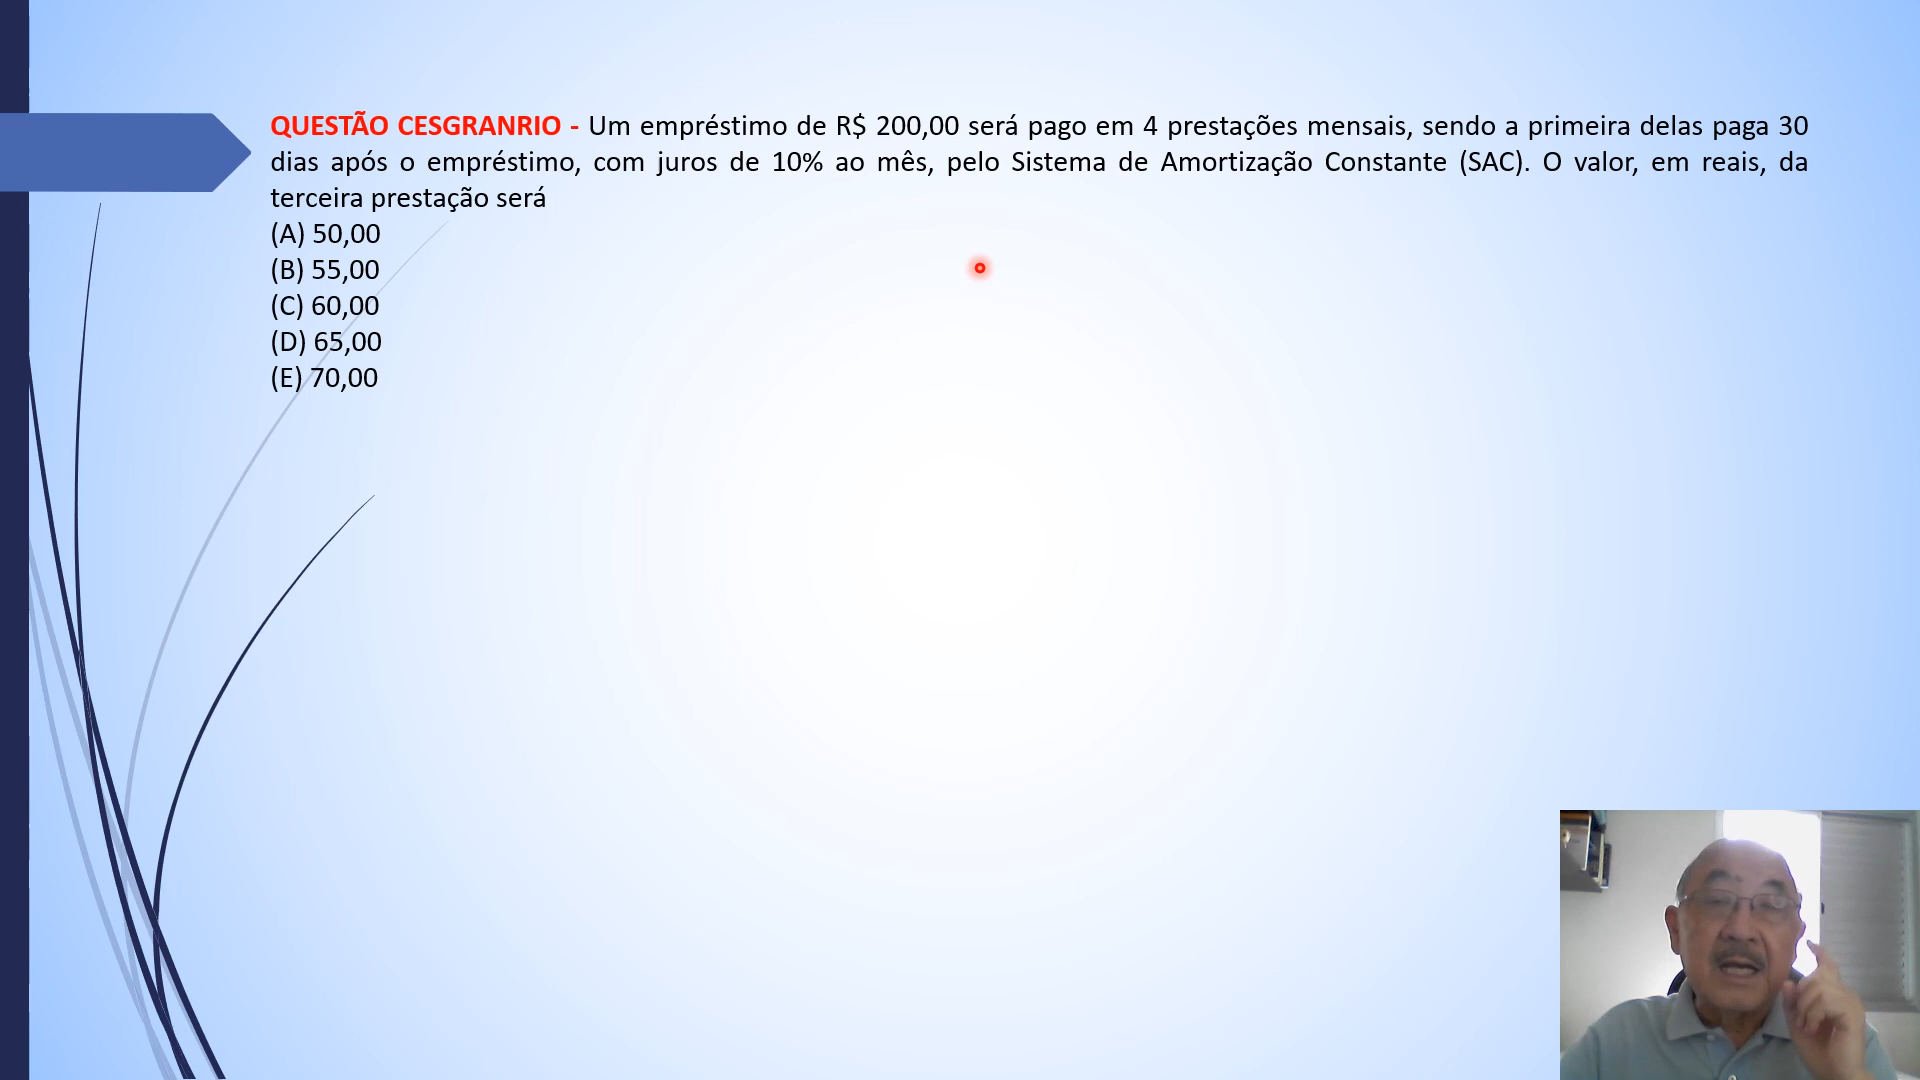 QUESTÃO CESGRANRIO - Um empréstimo de R$ 200,00 será pago em 4 prestações mensais, sendo a primeira delas paga 30
dias após o empréstimo, com juros de 10% ao mês, pelo Sistema de Amortização Constante (SAC). O valor, em reais, da
terceira prestação será
(A) 50,00
(B) 55,00
(C) 60,00
(D) 65,00
(E) 70,00